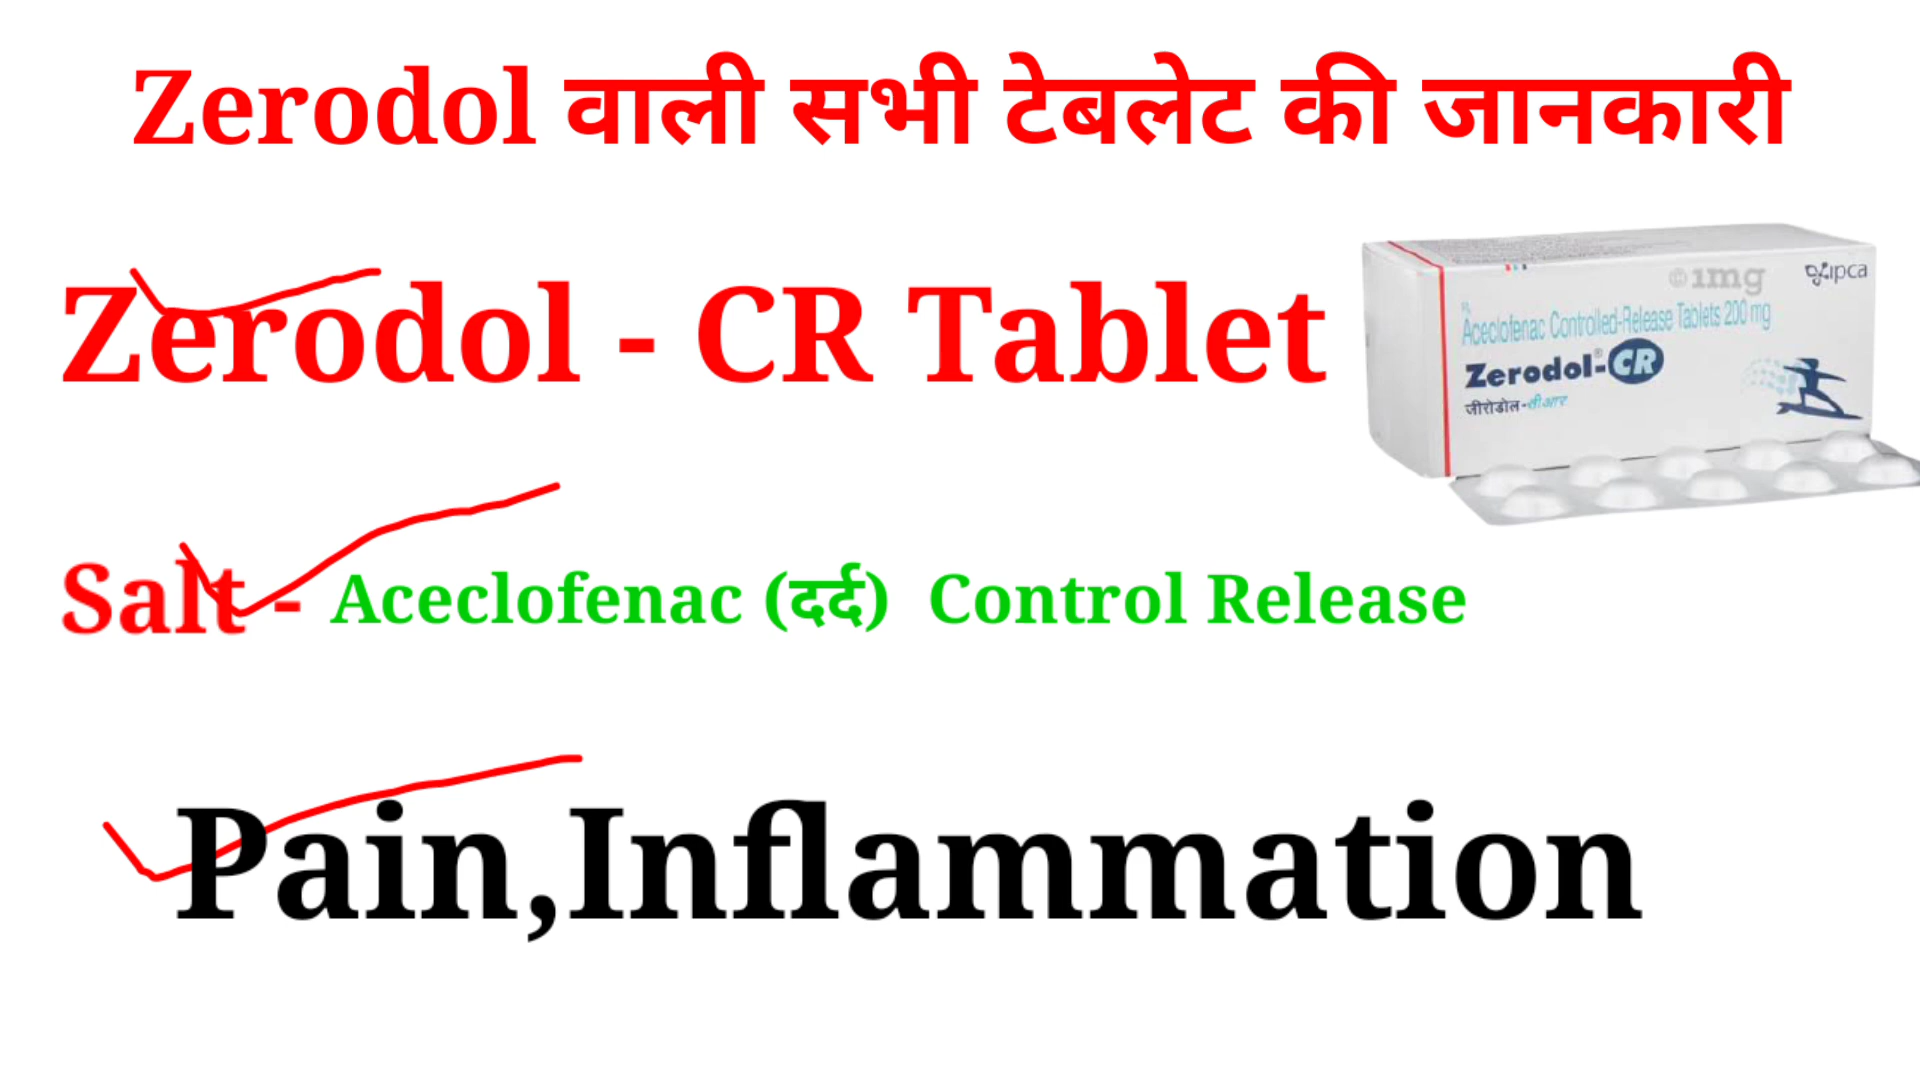 Zerodol वाली सभी टेबलेट की जानकारी
Zerodol - CR Tablet
ipca
© 1mg
Rx
Aceclofenac Controlled-Release Tablets 200 mg
Zerodol®-CR
जीरोडोल-सीआर
Salt - Aceclofenac (दर्द) Control Release
Pain,Inflammation